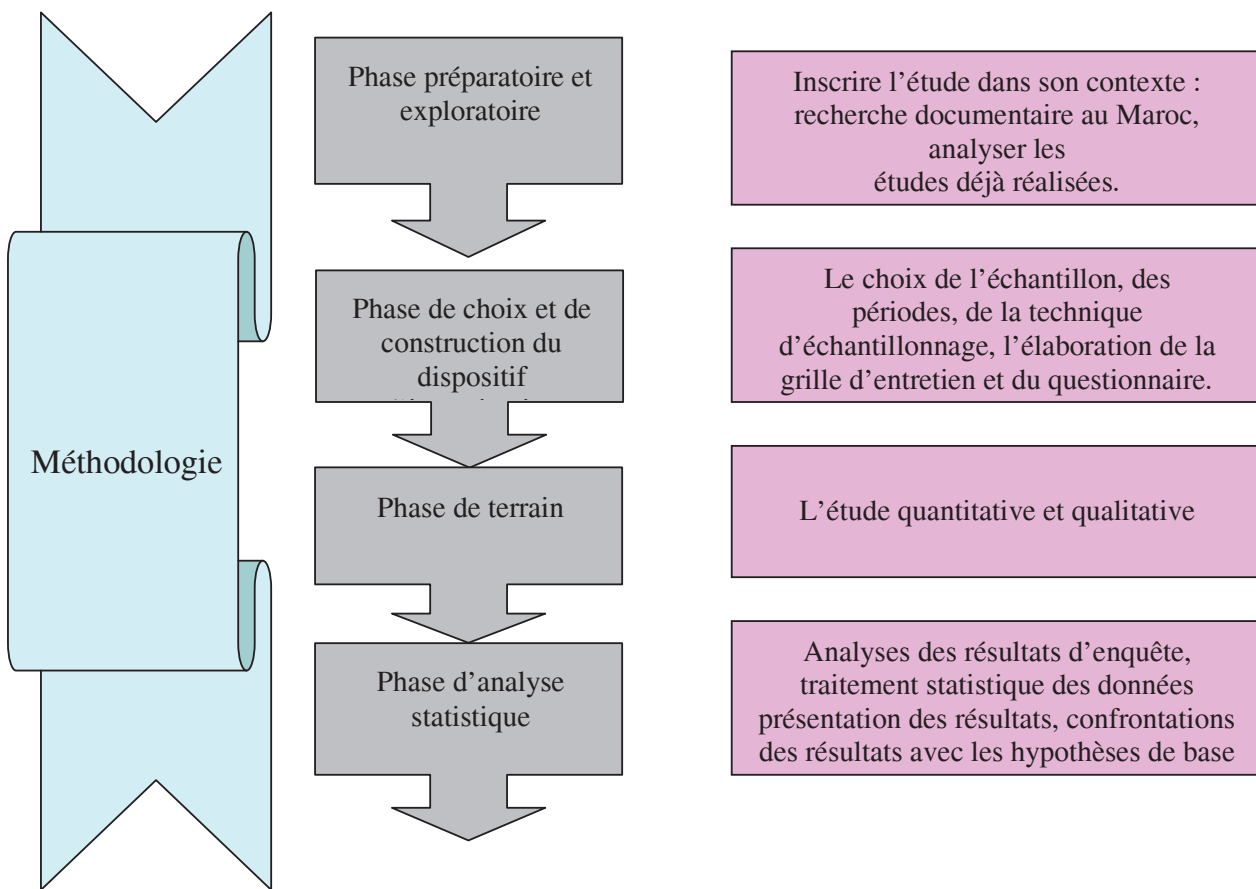 Méthodologie
Phase préparatoire et
exploratoire
Inscrire l’étude dans son contexte :
recherche documentaire au Maroc,
analyser les
études déjà réalisées.
Phase de choix et de
construction du
dispositif
Le choix de l’échantillon, des
périodes, de la technique
d’échantillonnage, l’élaboration de la
grille d’entretien et du questionnaire.
Phase de terrain
L’étude quantitative et qualitative
Phase d’analyse
statistique
Analyses des résultats d’enquête,
traitement statistique des données
présentation des résultats, confrontations
des résultats avec les hypothèses de base